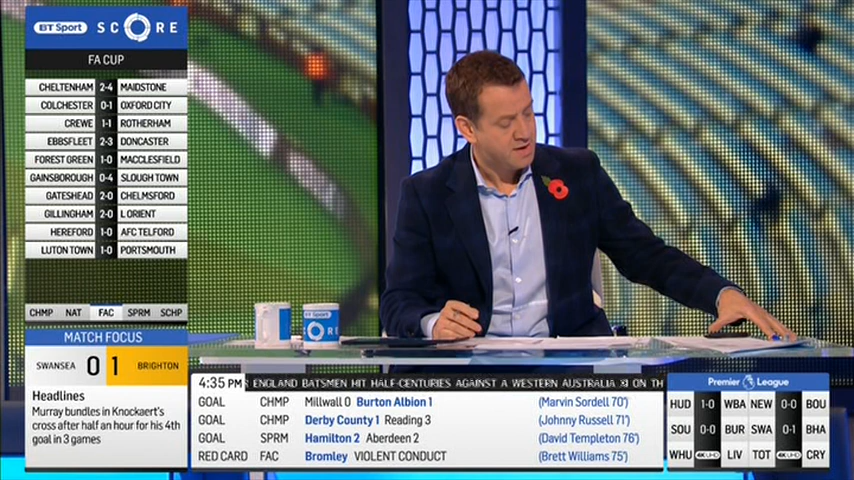 BT Sport SCORE
FA CUP
CHELTENHAM 2-4 MAIDSTONE
COLCHESTER 0-1 OXFORD CITY
CREWE 1-1 ROTHERHAM
EBBSFLEET 2-3 DONCASTER
FOREST GREEN 1-0 MACCLESFIELD
GAINSBOROUGH 0-4 SLOUGH TOWN
GATESHEAD 2-0 CHELMSFORD
GILLINGHAM 2-0 L ORIENT
HEREFORD 1-0 AFC TELFORD
LUTON TOWN 1-0 PORTSMOUTH
CHMP NAT FAC SPRM SCHP
MATCH FOCUS
SWANSEA 0 1 BRIGHTON
Headlines
Murray bundles in Knockaert's
cross after half an hour for his 4th
goal in 3 games
BT Sport
SCORE
4:35 PM ENGLAND BATSMEN HIT HALF-CENTURIES AGAINST A WESTERN AUSTRALIA XI ON TH
GOAL CHMP Millwall 0 Burton Albion 1 (Marvin Sordell 70')
GOAL CHMP Derby County 1 Reading 3 (Johnny Russell 71')
GOAL SPRM Hamilton 2 Aberdeen 2 (David Templeton 76')
RED CARD FAC Bromley VIOLENT CONDUCT (Brett Williams 75')
Premier League
HUD 1-0 WBA NEW 0-0 BOU
SOU 0-0 BUR SWA 0-1 BHA
WHU 4K UHD LIV TOT 4K UHD CRY